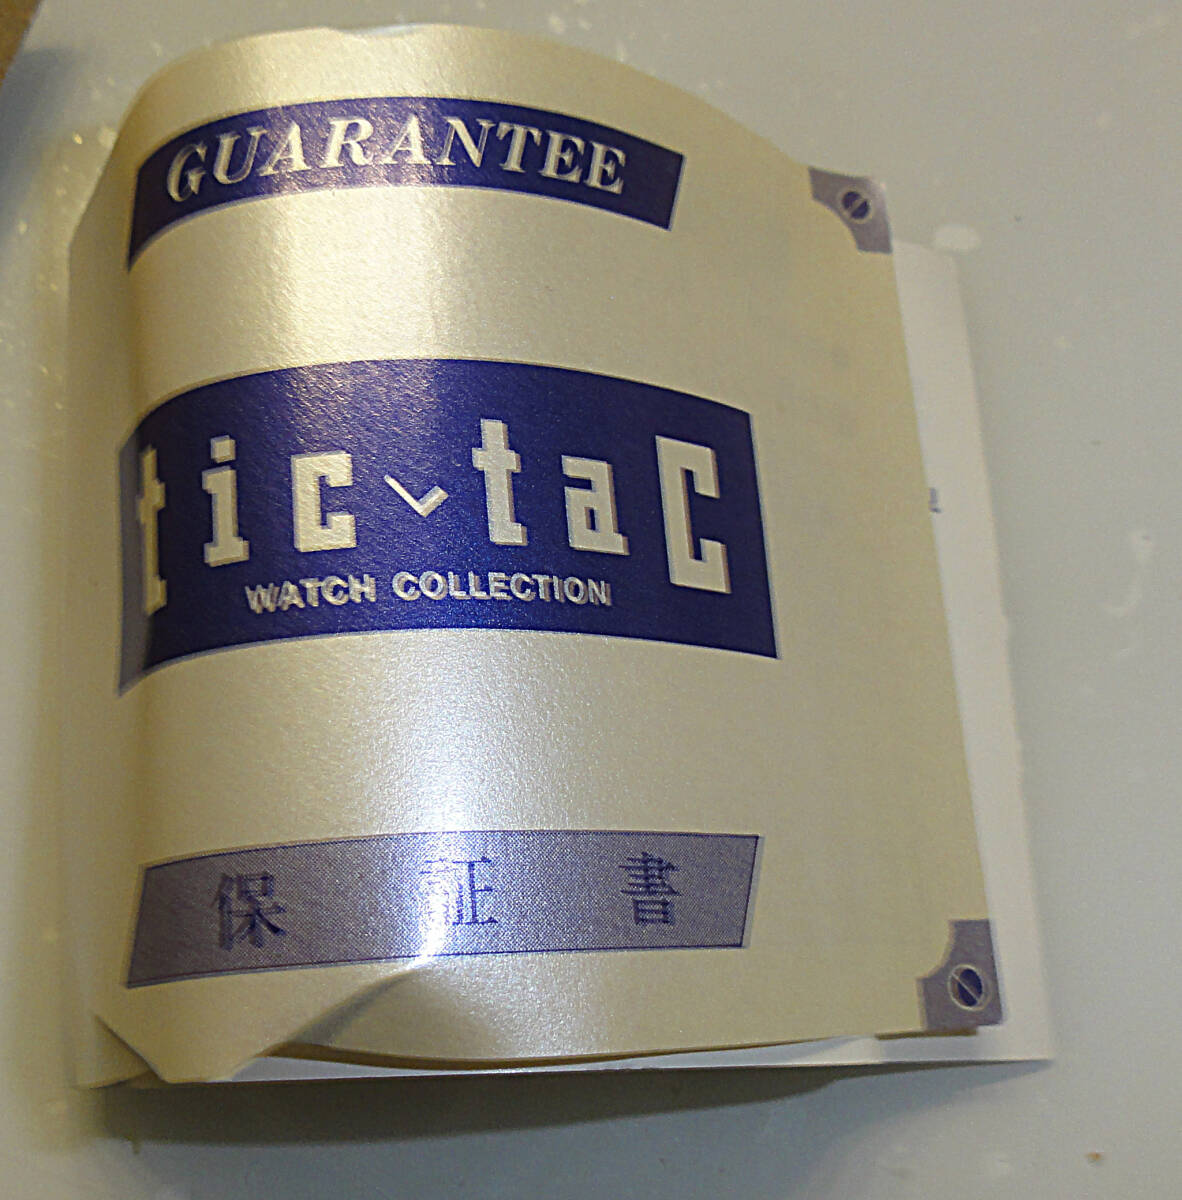 GUARANTEE
tic tac
WATCH COLLECTION
保証書